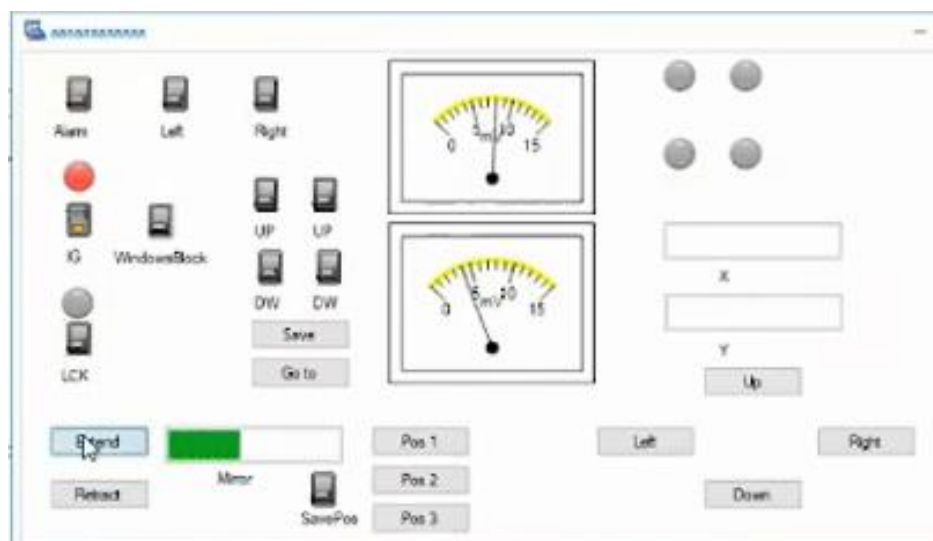 Alarm Left Right
0 5 mV 10 15
IG WindowsBlock UP UP
DW DW
0 5 mV 10 15
X
Save
LCK Go to
Y
Up
Extend Pos 1 Left Right
Mirror
Retract Pos 2 Down
SavePos Pos 3